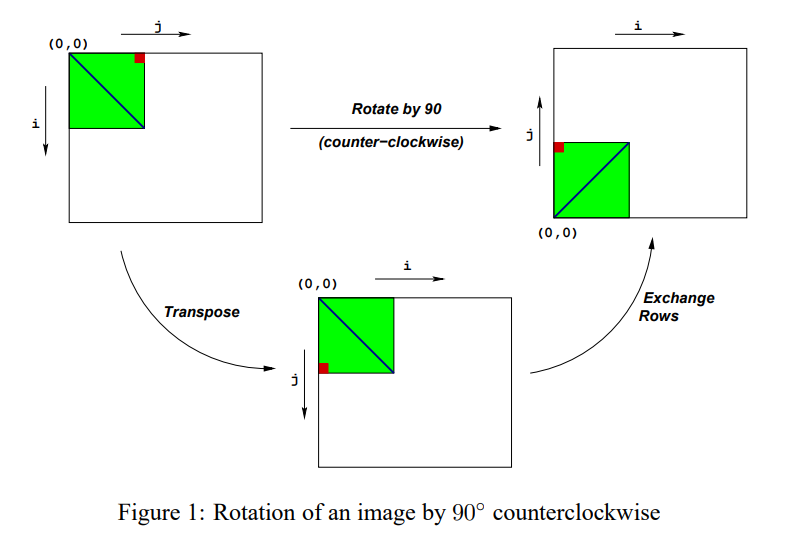 j
(0,0)
i
Rotate by 90
(counter−clockwise)
i
j
(0,0)
Transpose
(0,0)
i
j
Exchange
Rows
Figure 1: Rotation of an image by 90° counterclockwise